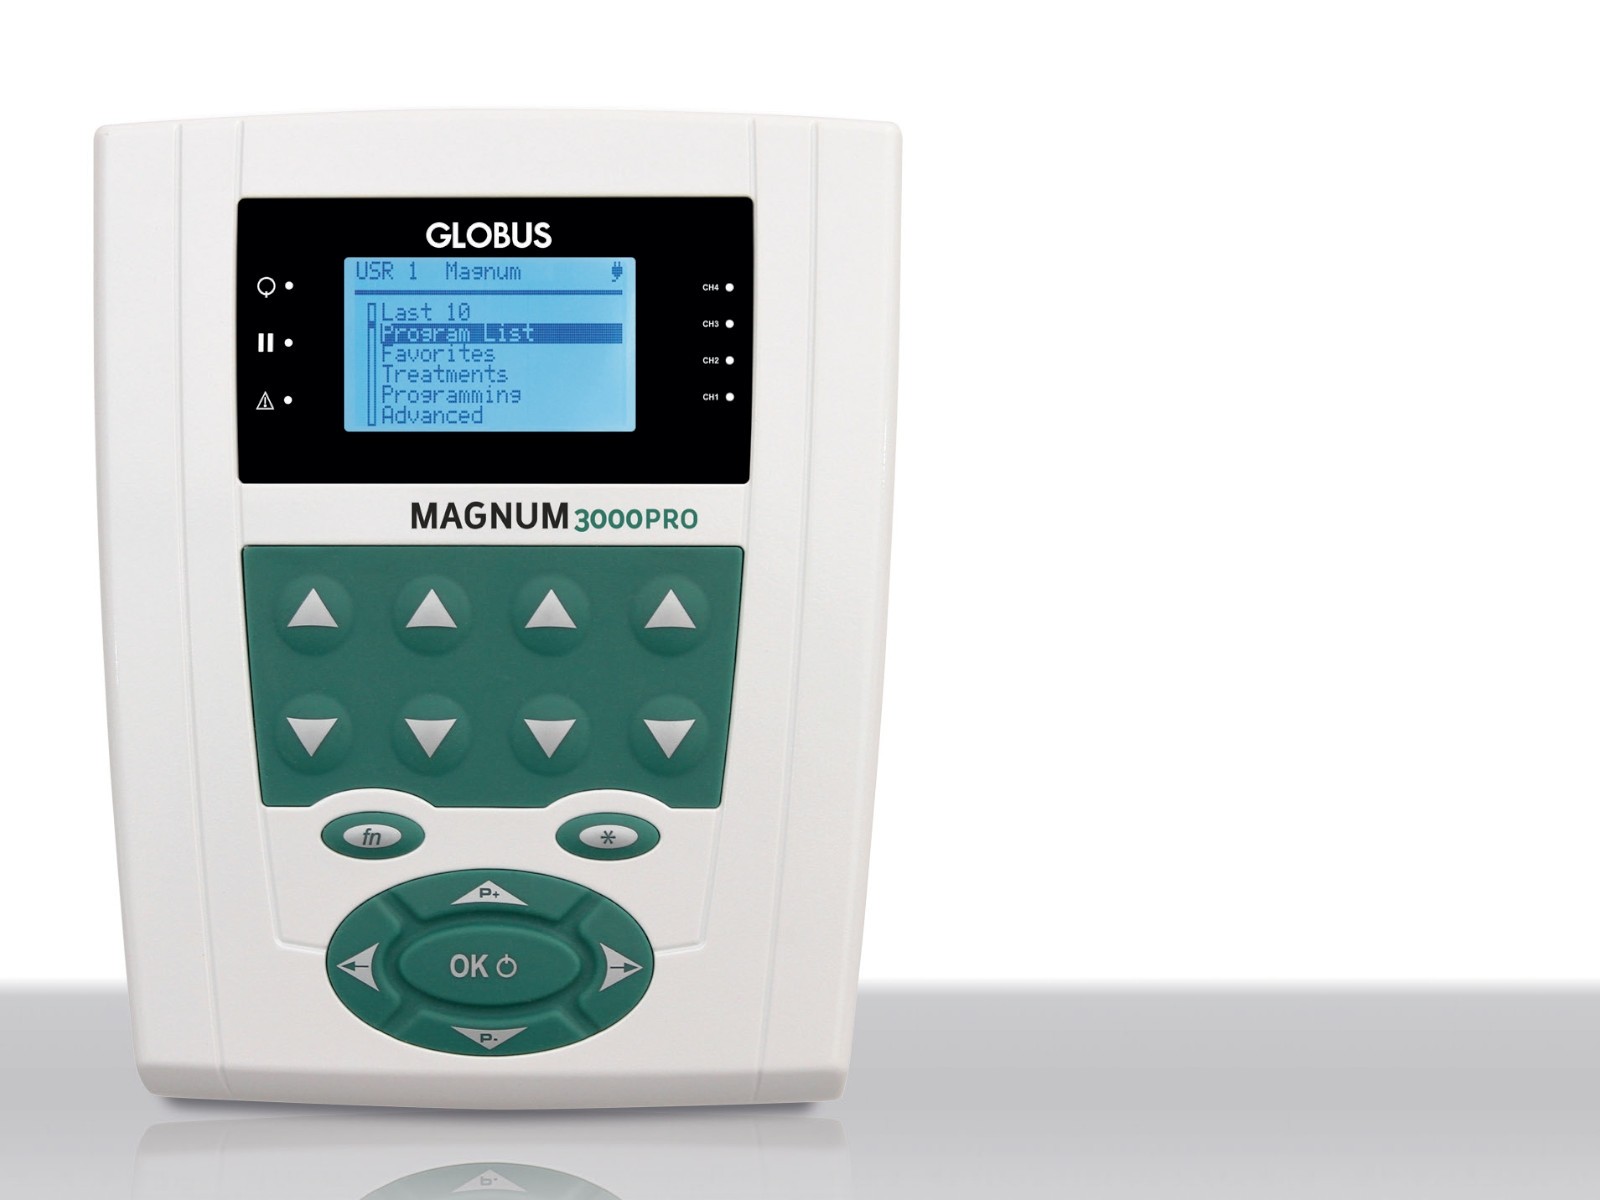 GLOBUS
USR 1 Magnum
Last 10
Program List
Favorites
Treatments
Programming
Advanced
CH4
CH3
CH2
CH1
MAGNUM 3000PRO
fn
*
P+
OK
P-